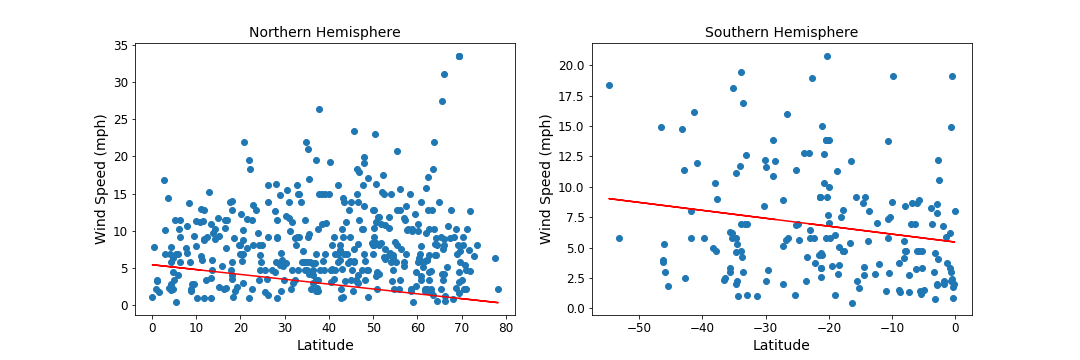 Northern Hemisphere
Wind Speed (mph)
35
30
25
20
15
10
5
0
0 10 20 30 40 50 60 70 80
Latitude
Southern Hemisphere
Wind Speed (mph)
20.0
17.5
15.0
12.5
10.0
7.5
5.0
2.5
0.0
−50 −40 −30 −20 −10 0
Latitude